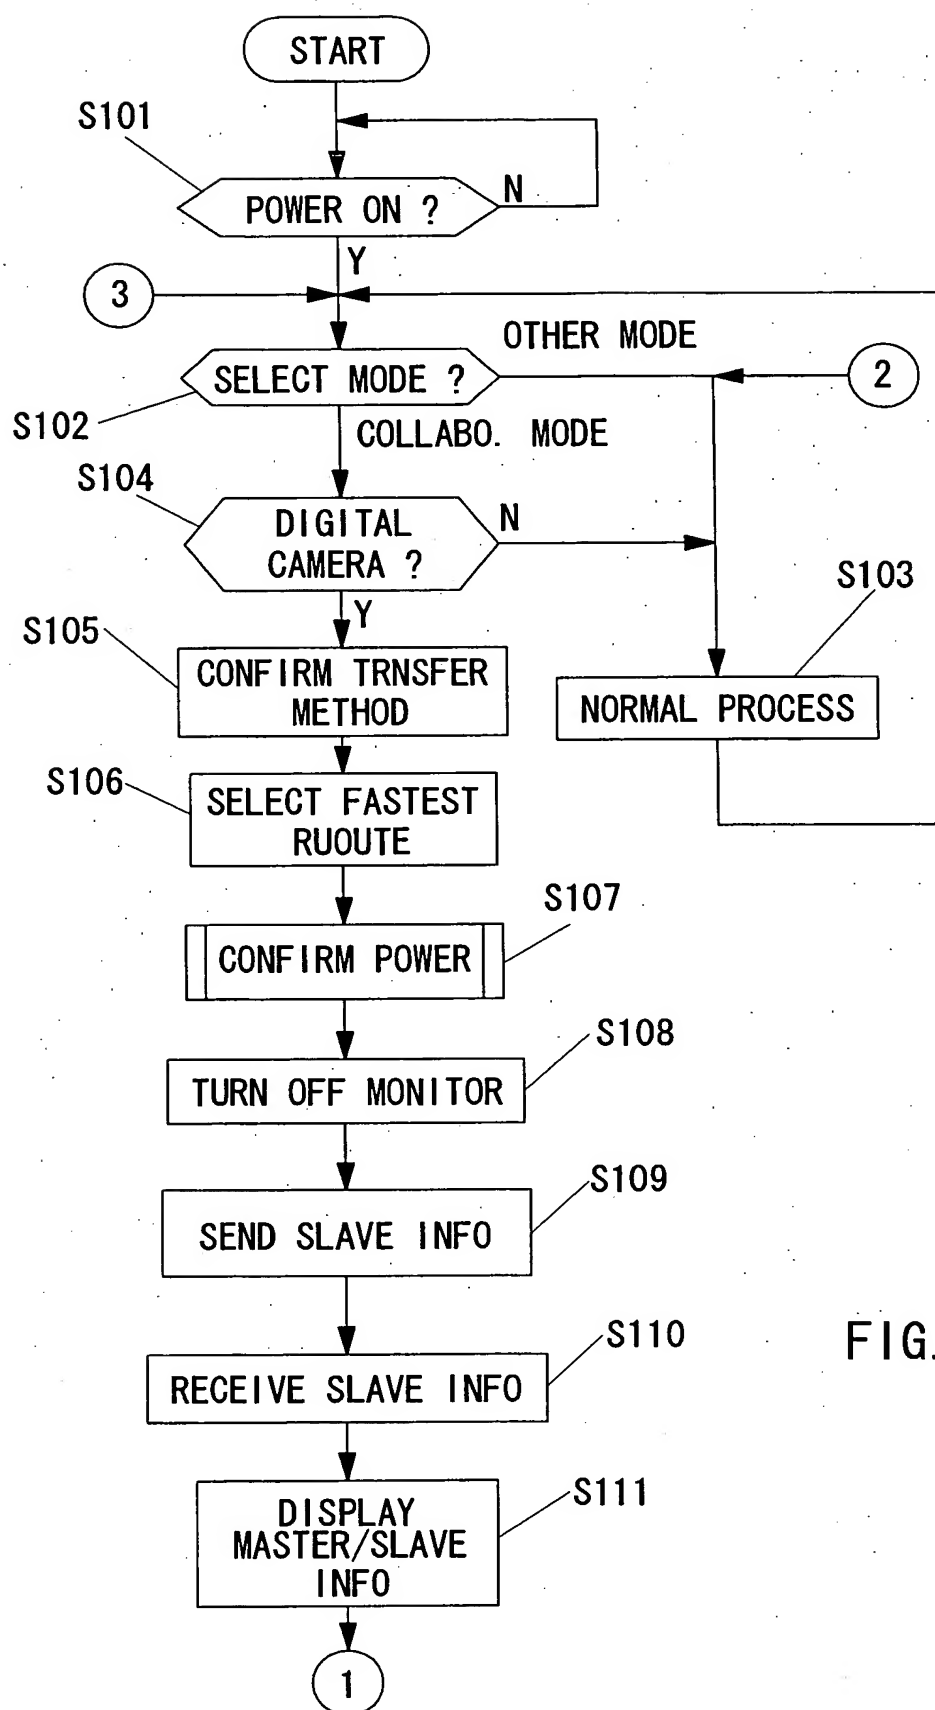 START
S101
POWER ON ?
N
Y
3
OTHER MODE
SELECT MODE ?
2
S102
COLLABO. MODE
S104
DIGITAL
CAMERA ?
N
S103
Y
S105
CONFIRM TRNSFER
METHOD
NORMAL PROCESS
S106
SELECT FASTEST
RUOUTE
S107
CONFIRM POWER
S108
TURN OFF MONITOR
S109
SEND SLAVE INFO
S110
FIG.
RECEIVE SLAVE INFO
S111
DISPLAY
MASTER/SLAVE
INFO
1